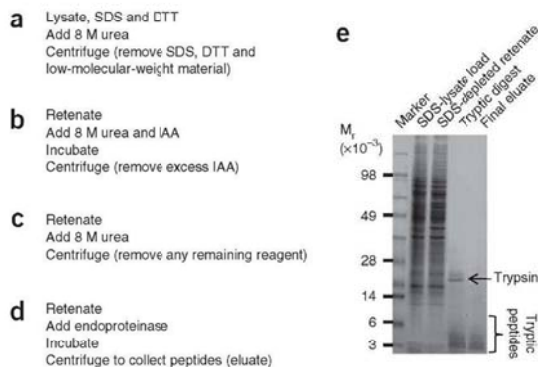 a
Lysate, SDS and DTT
Add 8 M urea
Centrifuge (remove SDS, DTT and
low-molecular-weight material)
b
Retenate
Add 8 M urea and IAA
Incubate
Centrifuge (remove excess IAA)
c
Retenate
Add 8 M urea
Centrifuge (remove any remaining reagent)
d
Retenate
Add endoproteinase
Incubate
Centrifuge to collect peptides (eluate)
e
Marker
SDS-lysate load
SDS-depleted retenate
Tryptic digest
Final eluate
Mr
(×10−3)
98
49
28
14
6
3
Trypsin
Tryptic
peptides